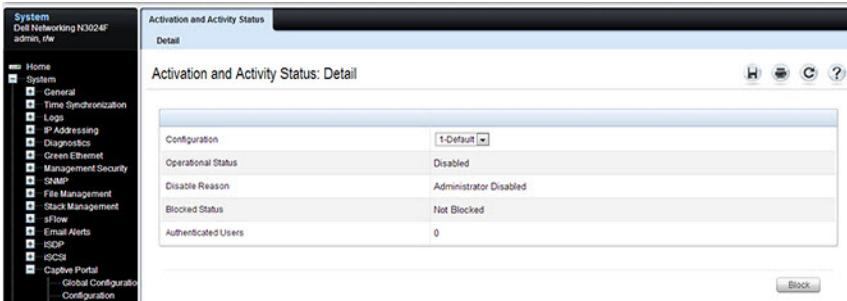 System
Dell Networking N3024F
admin, r/w
Home
System
General
Time Synchronization
Logs
IP Addressing
Diagnostics
Green Ethernet
Management Security
SNMP
File Management
Stack Management
sFlow
Email Alerts
ISDP
iSCSI
Captive Portal
Global Configuratio
Configuration
Activation and Activity Status
Detail
Activation and Activity Status: Detail
?
Configuration 1-Default
Operational Status Disabled
Disable Reason Administrator Disabled
Blocked Status Not Blocked
Authenticated Users 0
Block